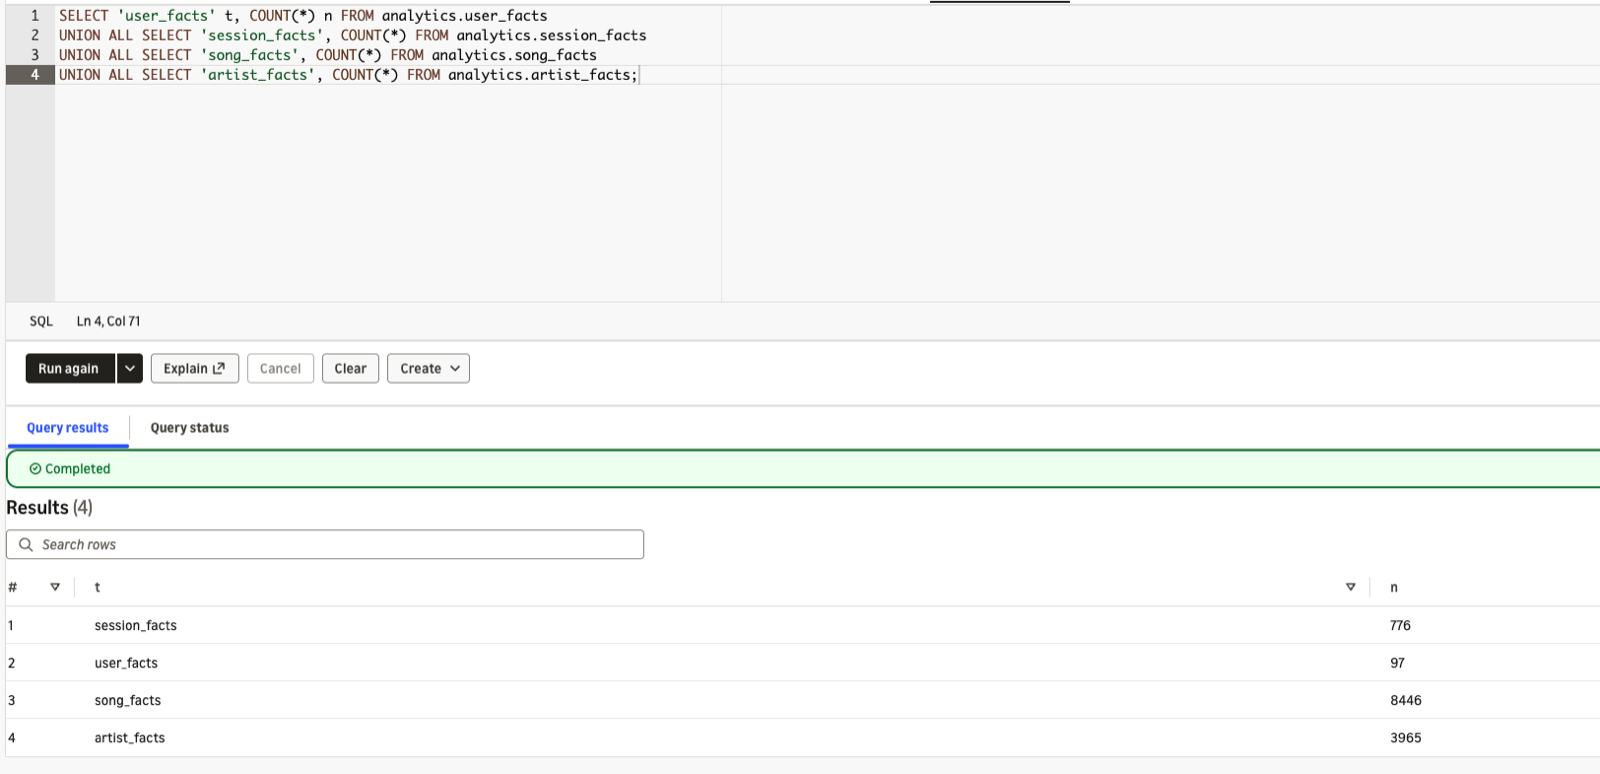 1 SELECT 'user_facts' t, COUNT(*) n FROM analytics.user_facts
2 UNION ALL SELECT 'session_facts', COUNT(*) FROM analytics.session_facts
3 UNION ALL SELECT 'song_facts', COUNT(*) FROM analytics.song_facts
4 UNION ALL SELECT 'artist_facts', COUNT(*) FROM analytics.artist_facts;
SQL Ln 4, Col 71
Run again Explain Cancel Clear Create
Query results Query status
Completed
Results (4)
Search rows
# t n
1 session_facts 776
2 user_facts 97
3 song_facts 8446
4 artist_facts 3965